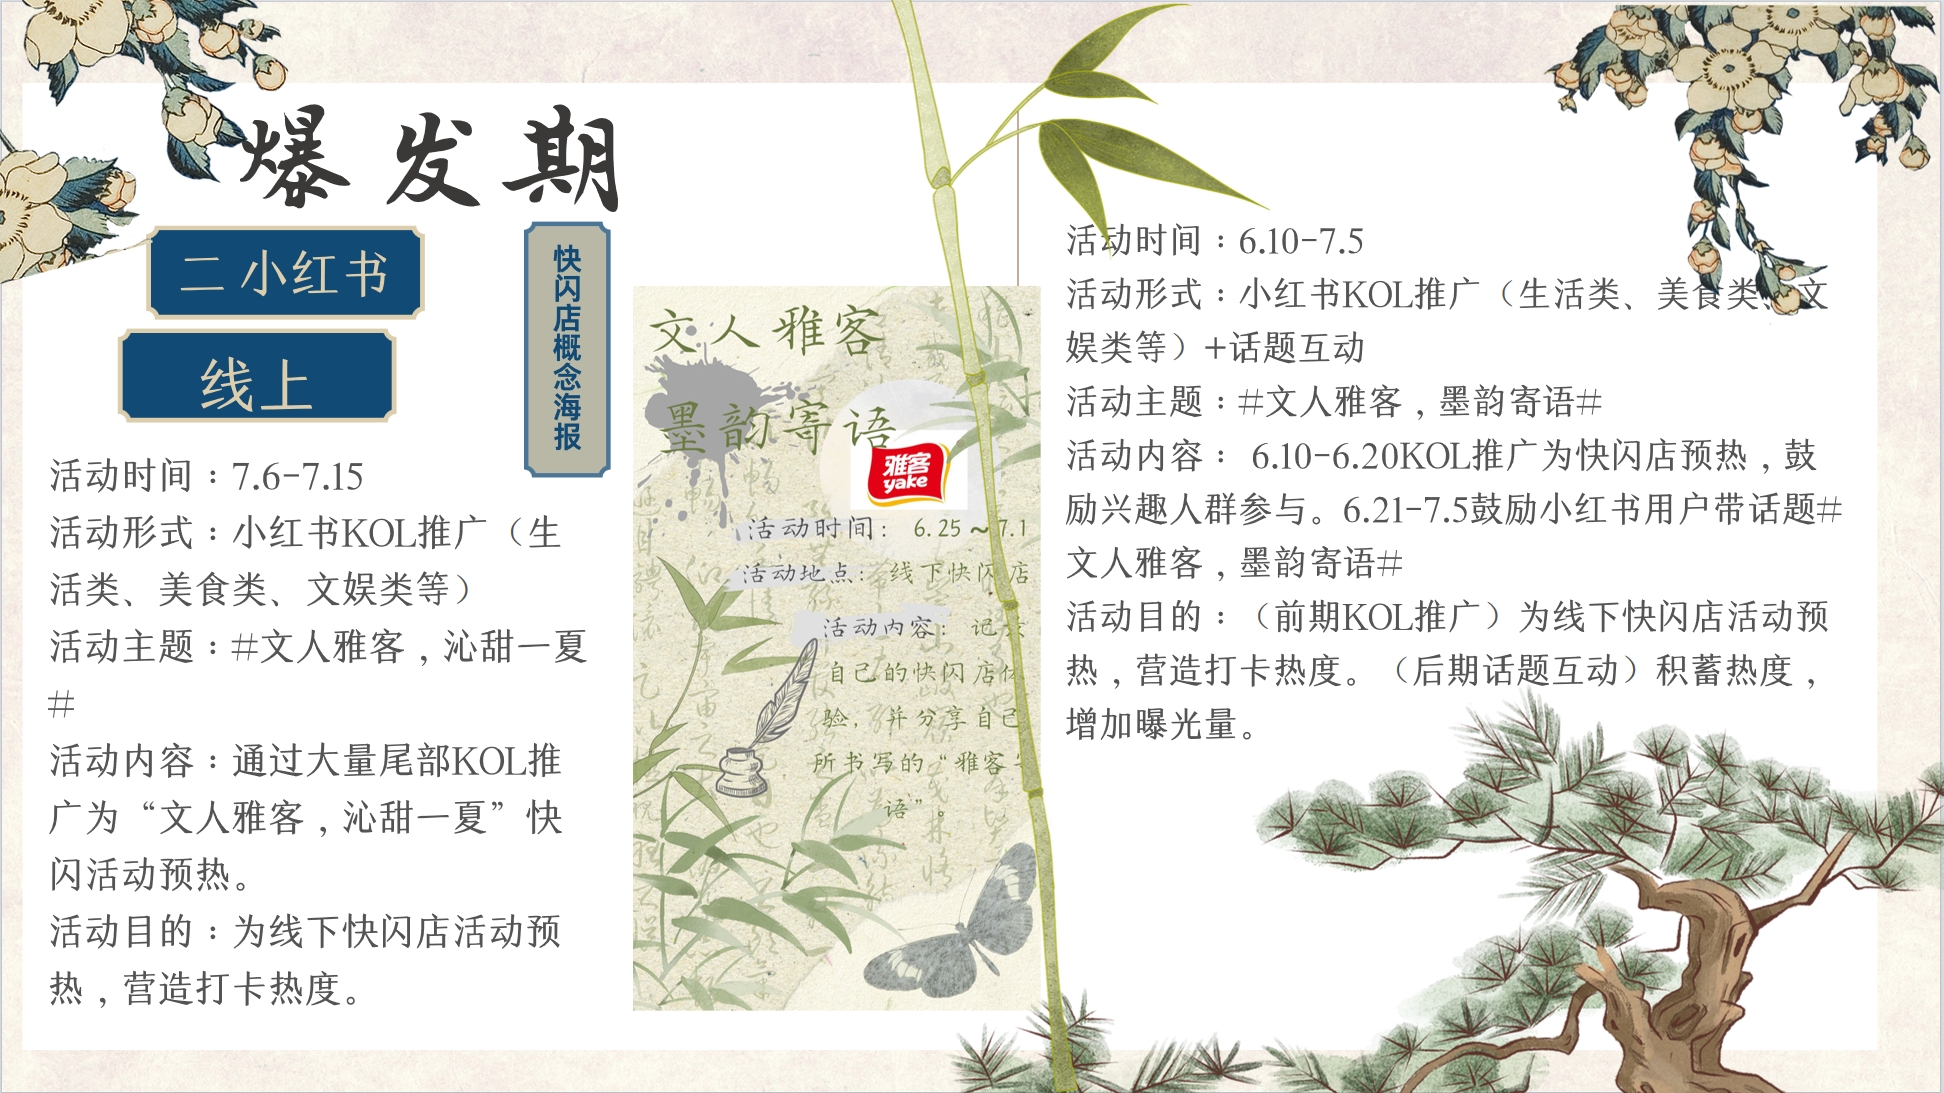 爆发期
二 小红书
线上
快闪店概念海报
活动时间：7.6-7.15
活动形式：小红书KOL推广（生
活类、美食类、文娱类等）
活动主题：#文人雅客，沁甜一夏
#
活动内容：通过大量尾部KOL推
广为“文人雅客，沁甜一夏”快
闪活动预热。
活动目的：为线下快闪店活动预
热，营造打卡热度。
文人雅客
墨韵寄语
雅客
yake
活动时间： 6.25~7.1
活动地点： 线下快闪店
活动内容： 记
自己的快闪店体
验，并分享自己
所书写的“雅客
语”。
活动时间：6.10-7.5
活动形式：小红书KOL推广（生活类、美食类、文
娱类等）+话题互动
活动主题：#文人雅客，墨韵寄语#
活动内容： 6.10-6.20KOL推广为快闪店预热，鼓
励兴趣人群参与。6.21-7.5鼓励小红书用户带话题#
文人雅客，墨韵寄语#
活动目的：（前期KOL推广）为线下快闪店活动预
热，营造打卡热度。（后期话题互动）积蓄热度，
增加曝光量。